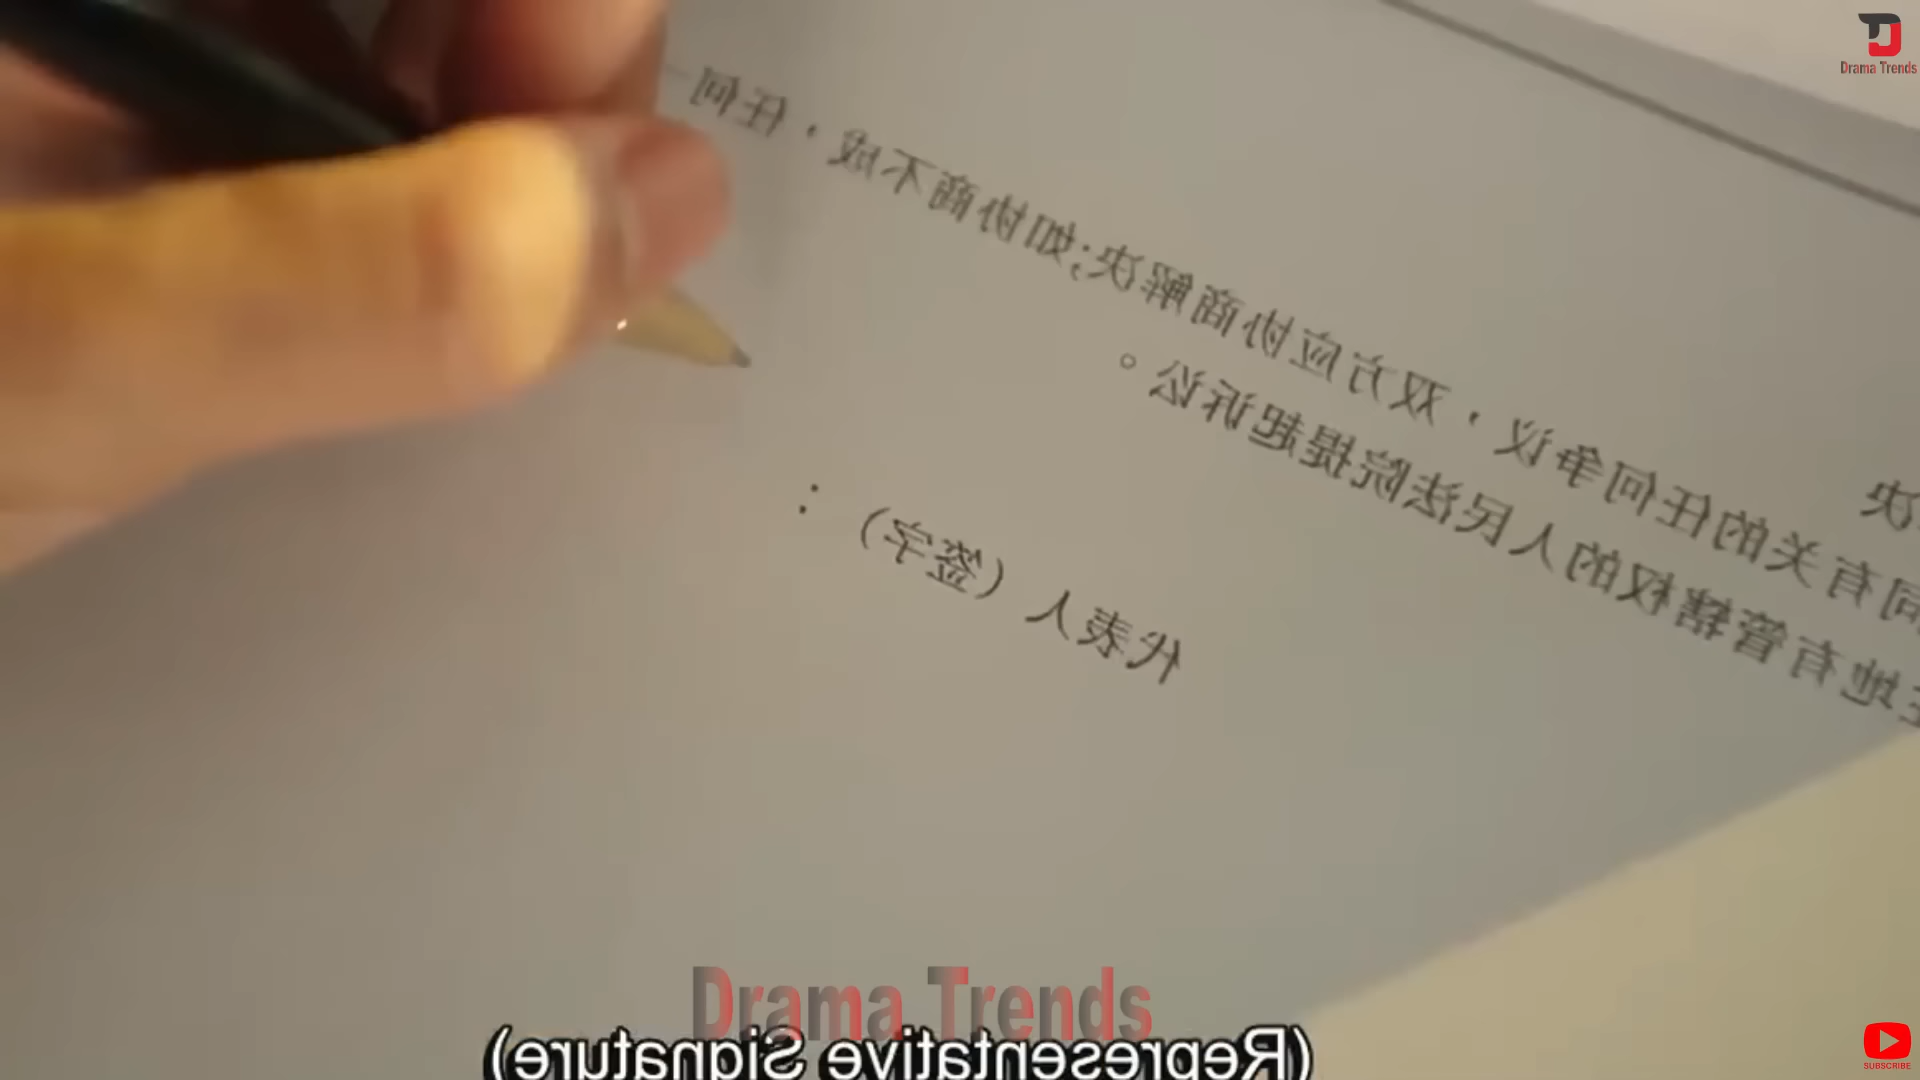 Drama Trends
决
同有关的任何争议，双方应协商解决;如协商不成，任何一
地有管辖权的人民法院提起诉讼。
代表人（签字）：
Drama Trends
(Representative Signature)
SUBSCRIBE